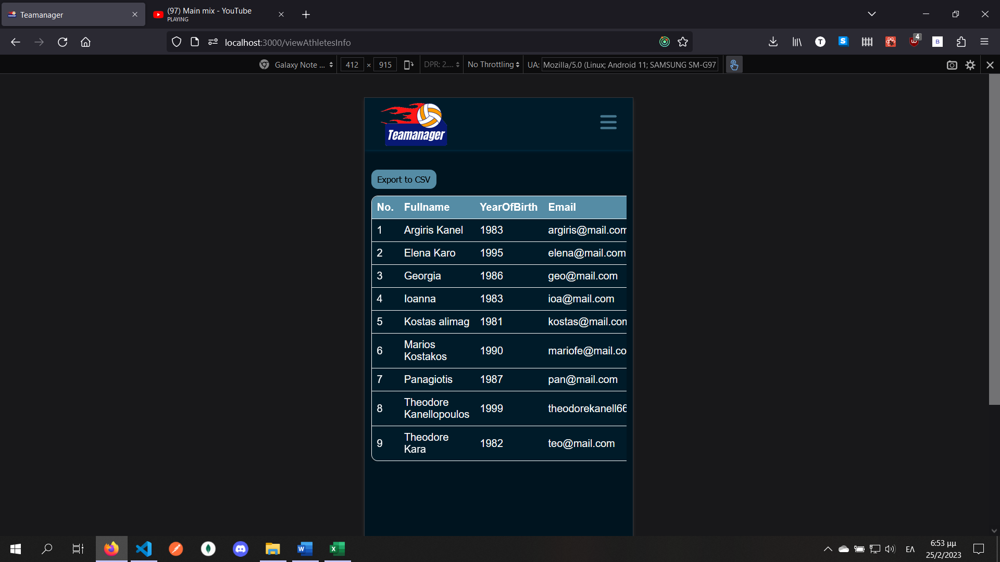 Teamanager
(97) Main mix - YouTube
PLAYING
localhost:3000/viewAthletesInfo
T
S
4
B
Galaxy Note ...
412 × 915
DPR: 2....
No Throttling
UA: Mozilla/5.0 (Linux; Android 11; SAMSUNG SM-G97
Teamanager
Export to CSV
No. Fullname YearOfBirth Email
1 Argiris Kanel 1983 argiris@mail.com
2 Elena Karo 1995 elena@mail.com
3 Georgia 1986 geo@mail.com
4 Ioanna 1983 ioa@mail.com
5 Kostas alimag 1981 kostas@mail.com
6 Marios Kostakos 1990 mariofe@mail.co
7 Panagiotis 1987 pan@mail.com
8 Theodore Kanellopoulos 1999 theodorekanell66
9 Theodore Kara 1982 teo@mail.com
W
X
ΕΛ
6:53 μμ
25/2/2023